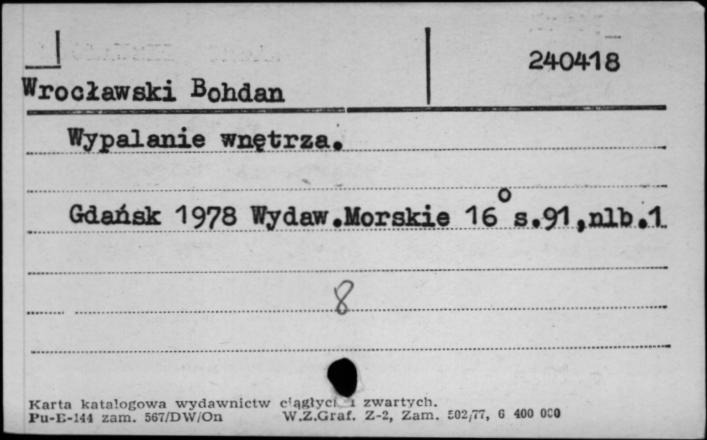 240418
Wrocławski Bohdan
Wypalanie wnętrza.
Gdańsk 1978 Wydaw.Morskie 16° s.91,nlb.1
8
Karta katalogowa wydawnictw ciągłych i zwartych.
Pu-E-144 zam. 567/DW/On W.Z.Graf. Z-2, Zam. 502/77, 6 400 000